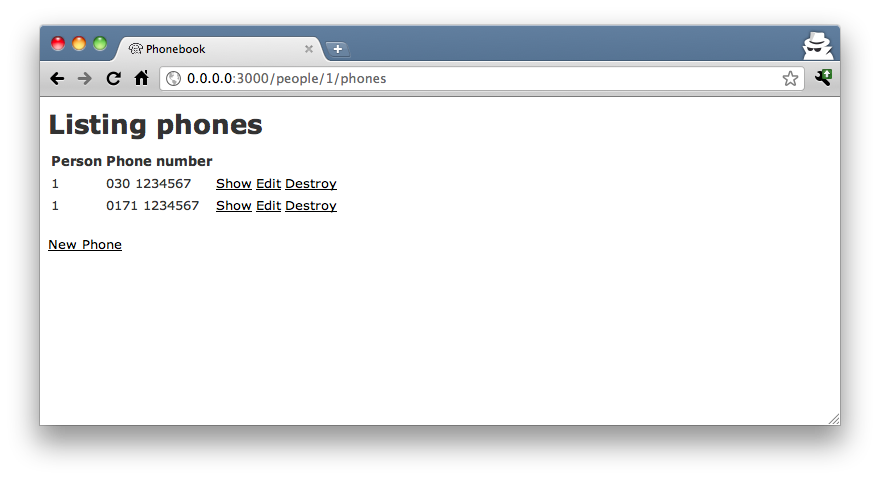 Phonebook
0.0.0.0:3000/people/1/phones
Listing phones
Person Phone number
1 030 1234567 Show Edit Destroy
1 0171 1234567 Show Edit Destroy
New Phone